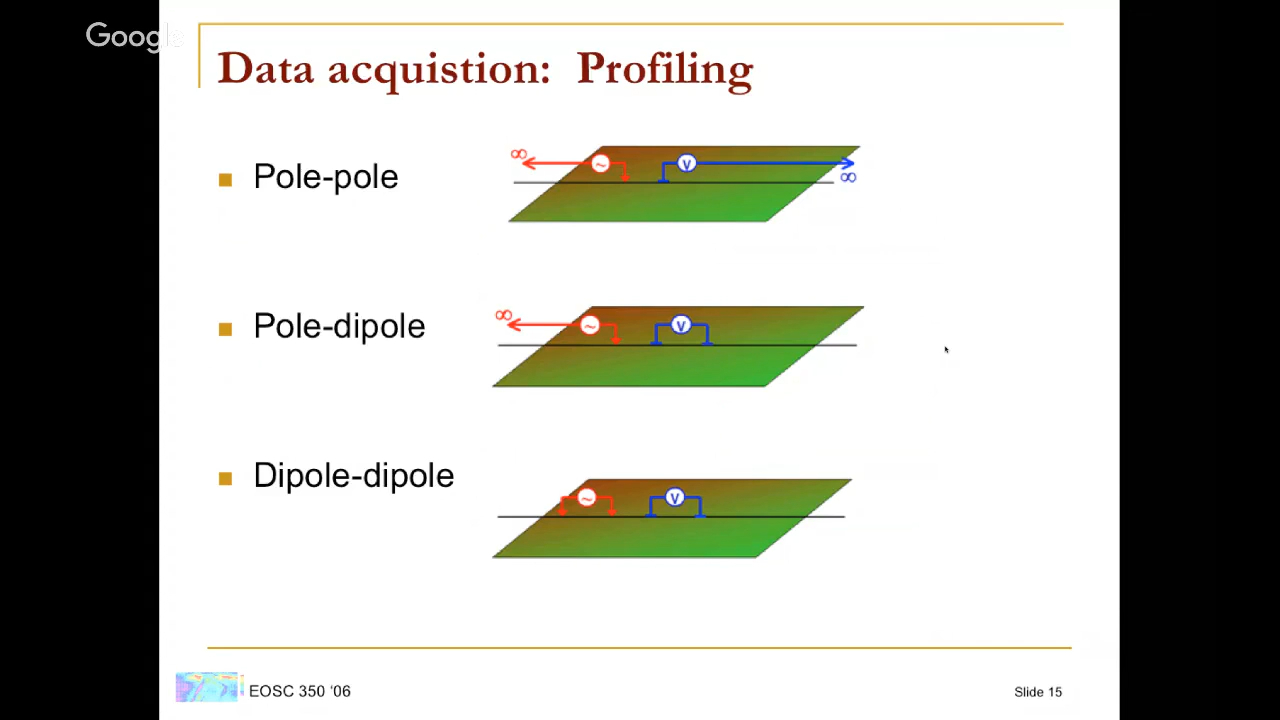 Google
Data acquistion: Profiling
Pole-pole
∞
~
V
∞
Pole-dipole
∞
~
V
Dipole-dipole
~
V
EOSC 350 '06
Slide 15